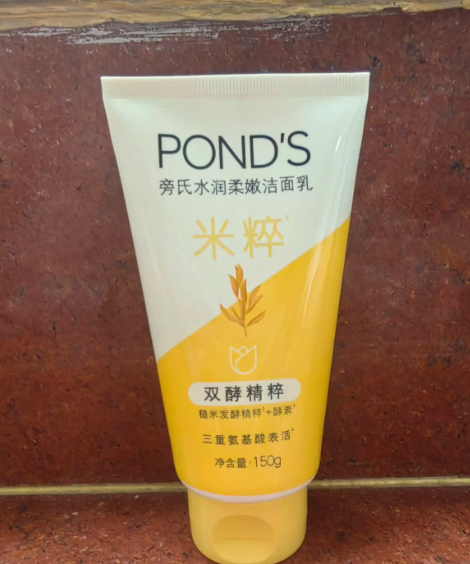 POND'S
旁氏水润柔嫩洁面乳
米粹
双酵精粹
糙米发酵精粹+酵素
三重氨基酸表活
净含量:150g